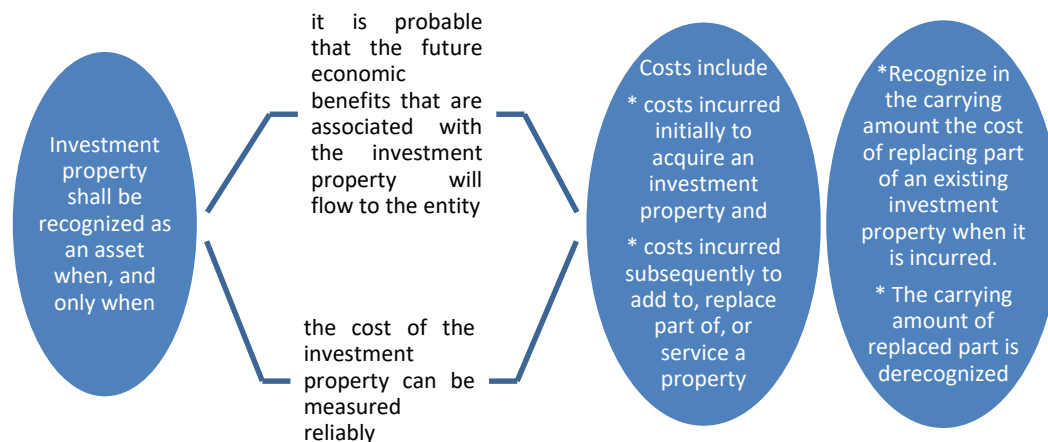 Investment
property
shall be
recognized as
an asset
when, and
only when
it is probable
that the future
economic
benefits that are
associated with
the investment
property will
flow to the entity
the cost of the
investment
property can be
measured
reliably
Costs include
* costs incurred
initially to
acquire an
investment
property and
* costs incurred
subsequently to
add to, replace
part of, or
service a
property
*Recognize in
the carrying
amount the cost
of replacing part
of an existing
investment
property when it
is incurred.
* The carrying
amount of
replaced part is
derecognized